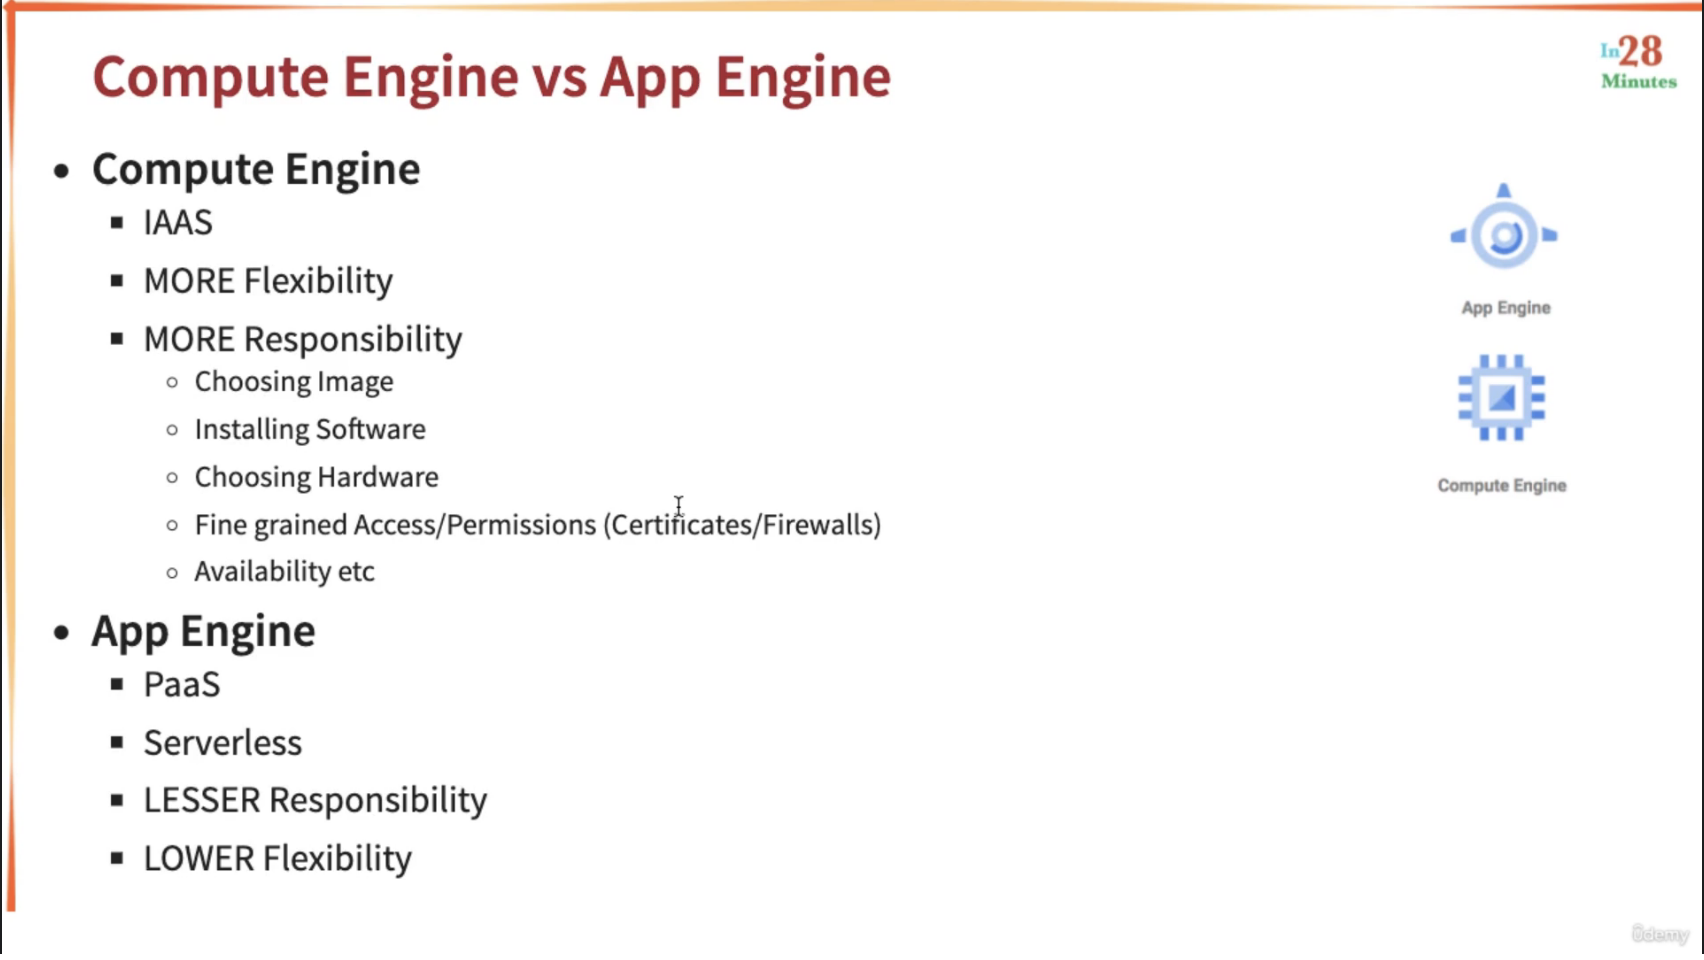 Compute Engine vs App Engine
In28
Minutes
Compute Engine
IAAS
MORE Flexibility
MORE Responsibility
Choosing Image
Installing Software
Choosing Hardware
Fine grained Access/Permissions (Certificates/Firewalls)
Availability etc
App Engine
PaaS
Serverless
LESSER Responsibility
LOWER Flexibility
App Engine
Compute Engine
ûdemy